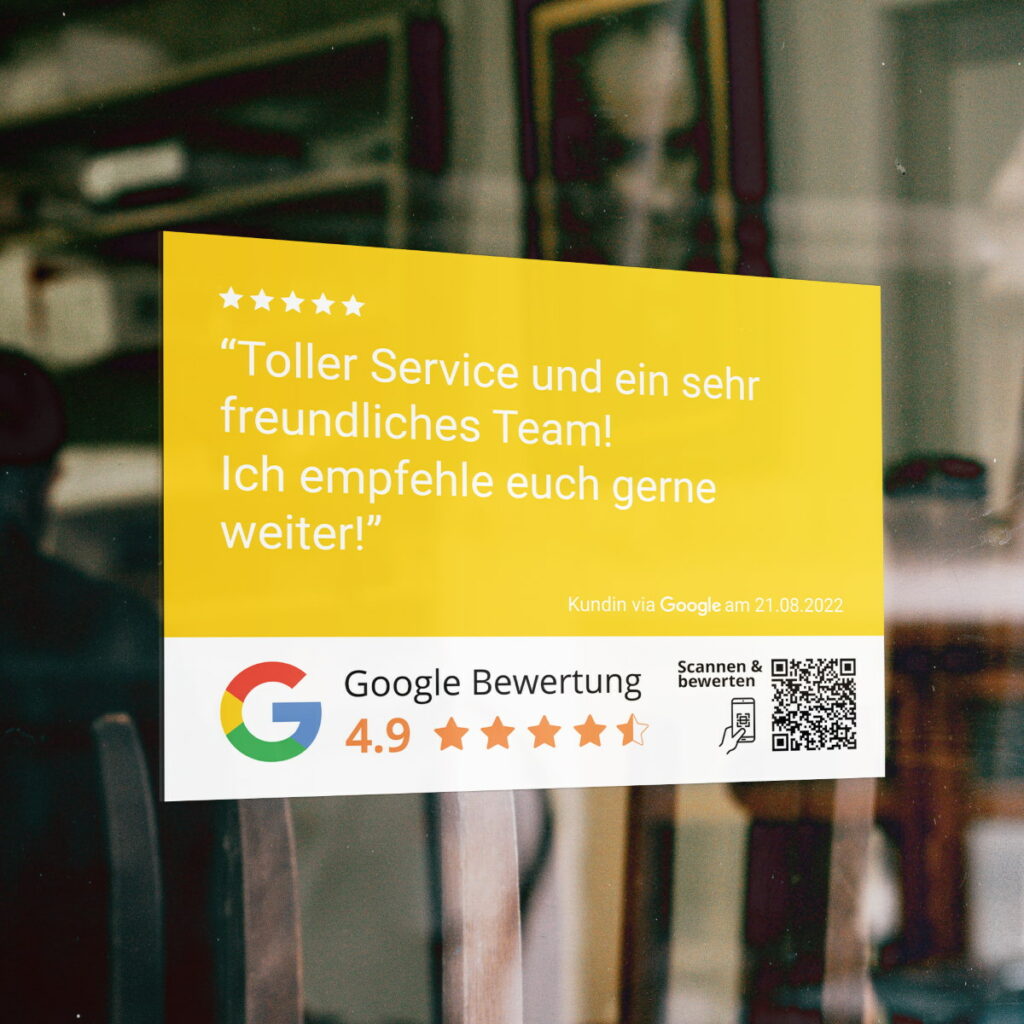 “Toller Service und ein sehr
freundliches Team!
Ich empfehle euch gerne
weiter!”
Kundin via Google am 21.08.2022
Google Bewertung
4.9
Scannen &
bewerten